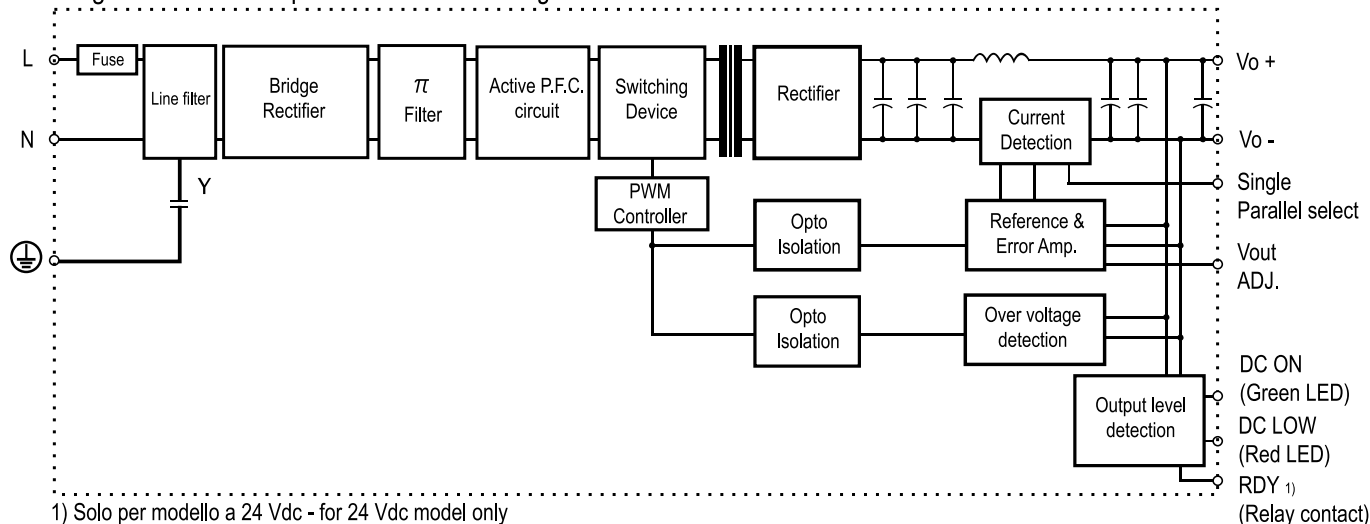 L
Fuse
Line filter
Bridge
Rectifier
π
Filter
Active P.F.C.
circuit
Switching
Device
Rectifier
Current
Detection
Vo +
N
Vo -
Y
PWM
Controller
Opto
Isolation
Reference &
Error Amp.
Single
Parallel select
Vout
ADJ.
Opto
Isolation
Over voltage
detection
Output level
detection
DC ON
(Green LED)
DC LOW
(Red LED)
RDY 1)
(Relay contact)
1) Solo per modello a 24 Vdc - for 24 Vdc model only